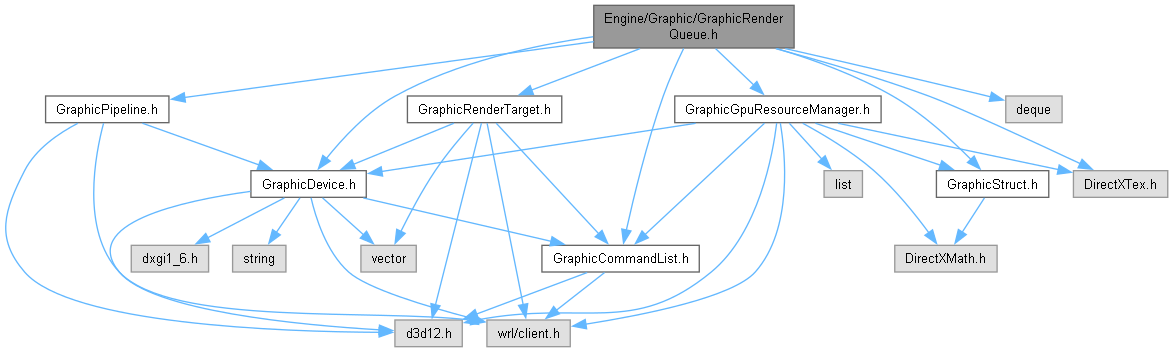 Engine/Graphic/GraphicRender
Queue.h
GraphicPipeline.h
GraphicRenderTarget.h
GraphicGpuResourceManager.h
deque
GraphicDevice.h
list
GraphicStruct.h
DirectXTex.h
dxgi1_6.h
string
vector
GraphicCommandList.h
DirectXMath.h
d3d12.h
wrl/client.h